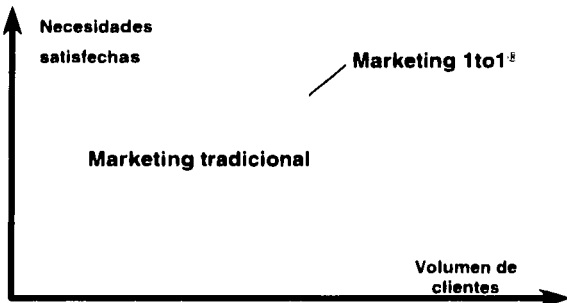 Necesidades
satisfechas
Marketing 1to1®
Marketing tradicional
Volumen de
clientes